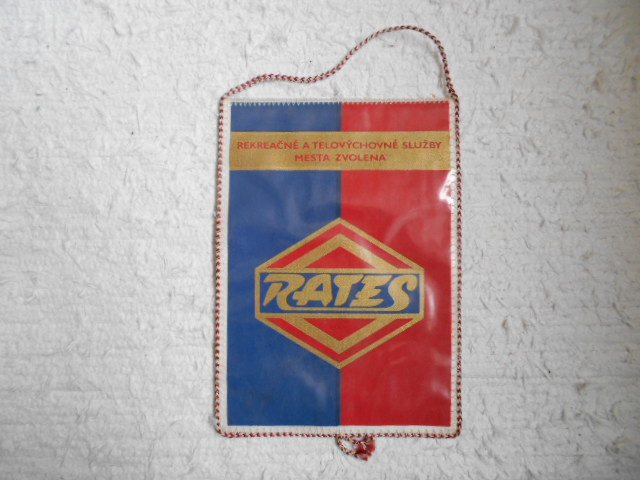 REKREAČNÉ A TELOVÝCHOVNÉ SLUŽBY
MESTA ZVOLENA
RATES